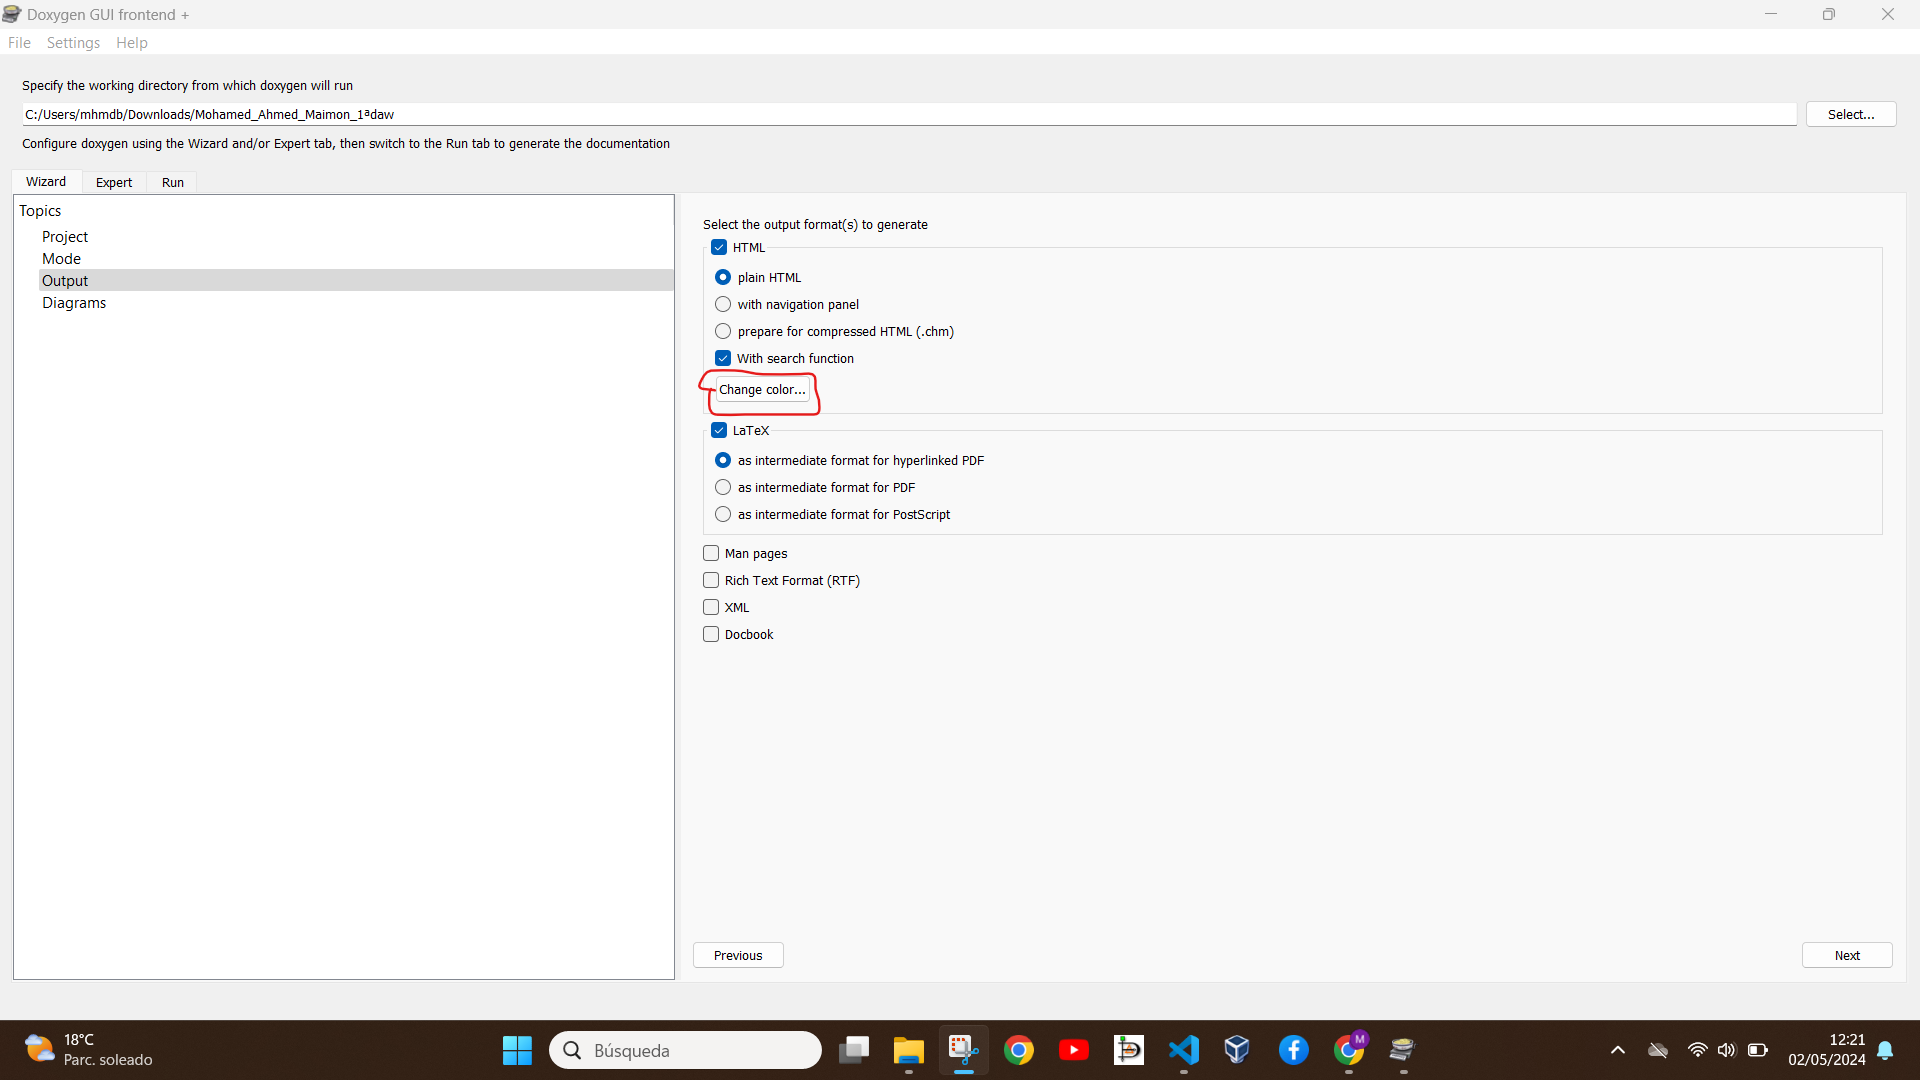 Doxygen GUI frontend +
File Settings Help
Specify the working directory from which doxygen will run
C:/Users/mhmdb/Downloads/Mohamed_Ahmed_Maimon_1ªdaw
Select...
Configure doxygen using the Wizard and/or Expert tab, then switch to the Run tab to generate the documentation
Wizard Expert Run
Topics
Project
Mode
Output
Diagrams
Select the output format(s) to generate
HTML
plain HTML
with navigation panel
prepare for compressed HTML (.chm)
With search function
Change color...
LaTeX
as intermediate format for hyperlinked PDF
as intermediate format for PDF
as intermediate format for PostScript
Man pages
Rich Text Format (RTF)
XML
Docbook
Previous
Next
18°C
Parc. soleado
Búsqueda
M
12:21
02/05/2024